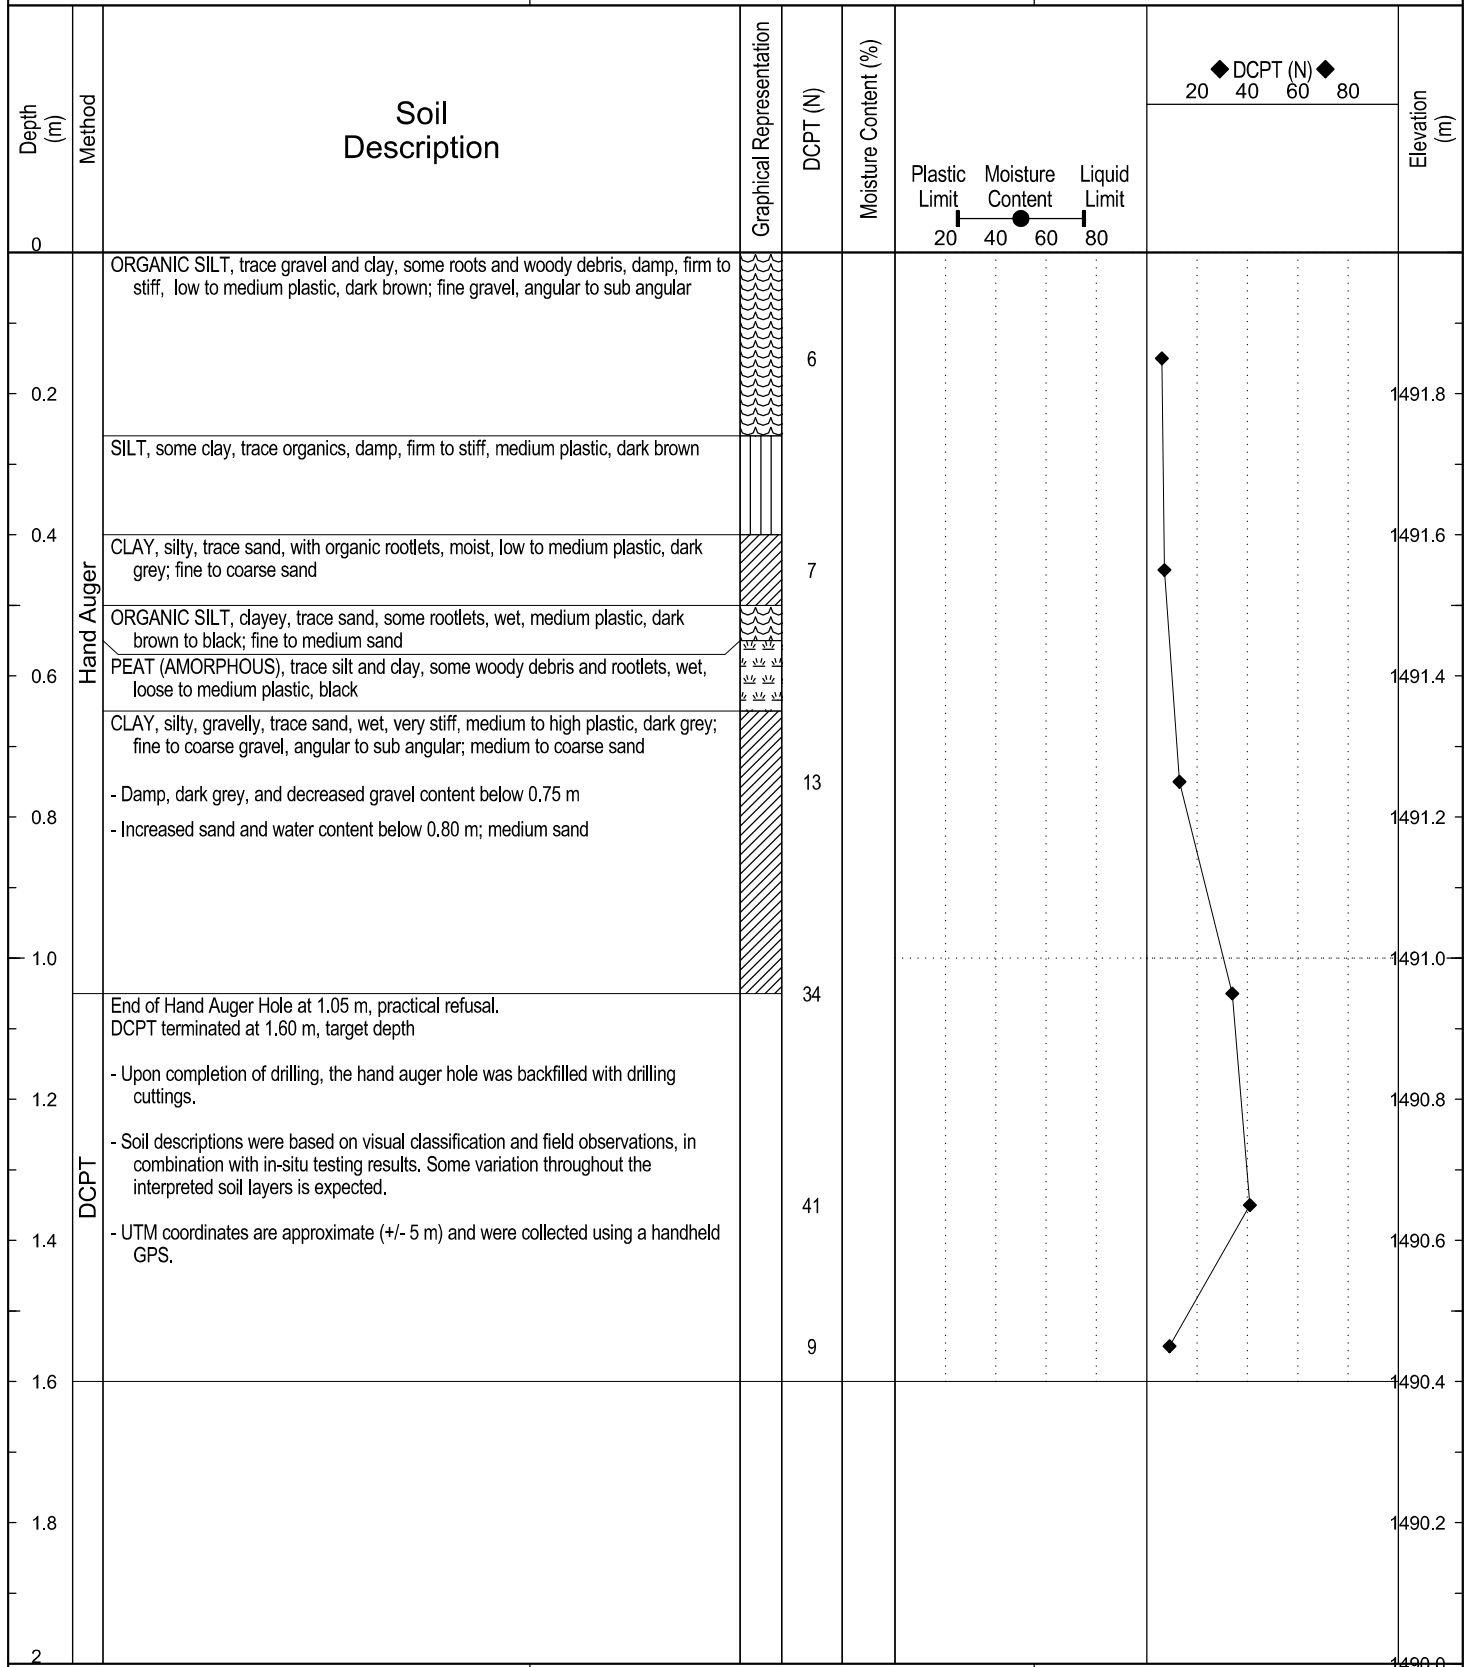 Depth
(m)
Method
Soil
Description
Graphical Representation
DCPT (N)
Moisture Content (%)
Plastic Moisture Liquid
Limit Content Limit
20 40 60 80
◆ DCPT (N) ◆
20 40 60 80
Elevation
(m)
0
ORGANIC SILT, trace gravel and clay, some roots and woody debris, damp, firm to
stiff, low to medium plastic, dark brown; fine gravel, angular to sub angular
6
0.2
1491.8
SILT, some clay, trace organics, damp, firm to stiff, medium plastic, dark brown
0.4
1491.6
CLAY, silty, trace sand, with organic rootlets, moist, low to medium plastic, dark
grey; fine to coarse sand
7
Hand Auger
ORGANIC SILT, clayey, trace sand, some rootlets, wet, medium plastic, dark
brown to black; fine to medium sand
PEAT (AMORPHOUS), trace silt and clay, some woody debris and rootlets, wet,
loose to medium plastic, black
0.6
1491.4
CLAY, silty, gravelly, trace sand, wet, very stiff, medium to high plastic, dark grey;
fine to coarse gravel, angular to sub angular; medium to coarse sand
13
- Damp, dark grey, and decreased gravel content below 0.75 m
0.8
1491.2
- Increased sand and water content below 0.80 m; medium sand
1.0
1491.0
34
End of Hand Auger Hole at 1.05 m, practical refusal.
DCPT terminated at 1.60 m, target depth
- Upon completion of drilling, the hand auger hole was backfilled with drilling
cuttings.
1.2
1490.8
DCPT
- Soil descriptions were based on visual classification and field observations, in
combination with in-situ testing results. Some variation throughout the
interpreted soil layers is expected.
41
- UTM coordinates are approximate (+/- 5 m) and were collected using a handheld
GPS.
1.4
1490.6
9
1.6
1490.4
1.8
1490.2
2
1490.0